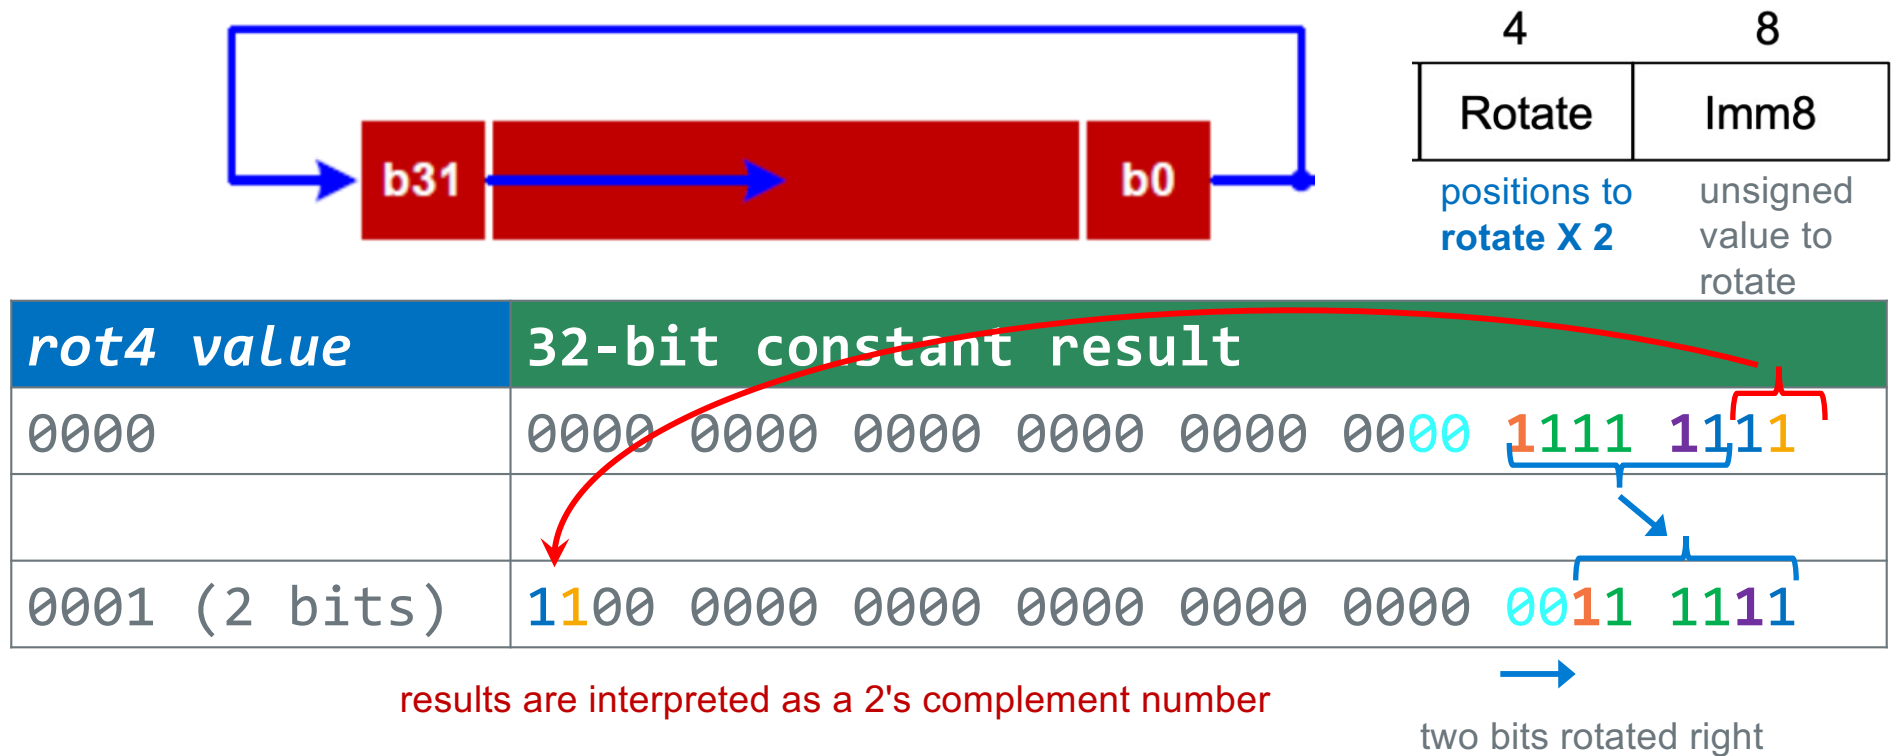 4 8
b31 b0 Rotate Imm8
positions to
rotate X 2
unsigned
value to
rotate
rot4 value 32-bit constant result
0000 0000 0000 0000 0000 0000 0000 1111 1111
0001 (2 bits) 1100 0000 0000 0000 0000 0000 0011 1111
results are interpreted as a 2's complement number
two bits rotated right